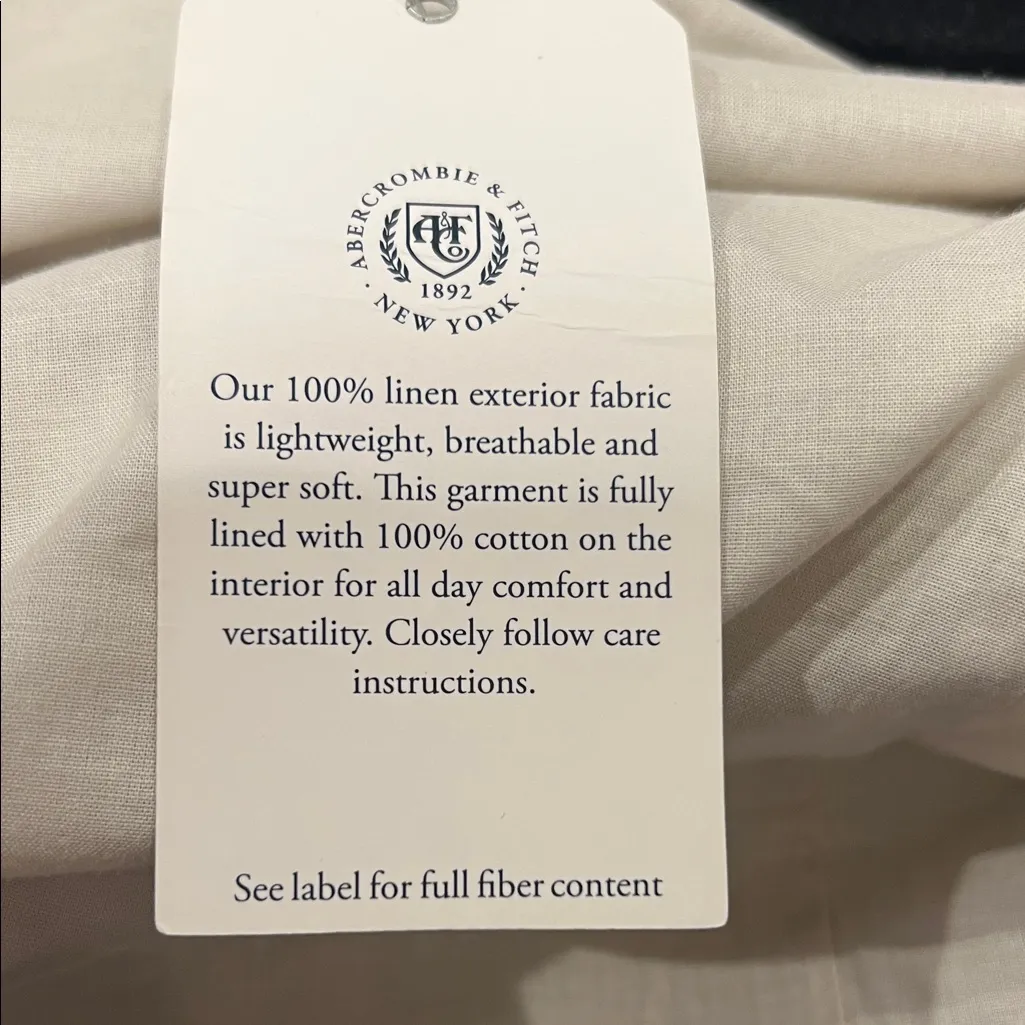 ABERCROMBIE & FITCH
A&F
Co
1892
· NEW YORK ·
Our 100% linen exterior fabric
is lightweight, breathable and
super soft. This garment is fully
lined with 100% cotton on the
interior for all day comfort and
versatility. Closely follow care
instructions.
See label for full fiber content